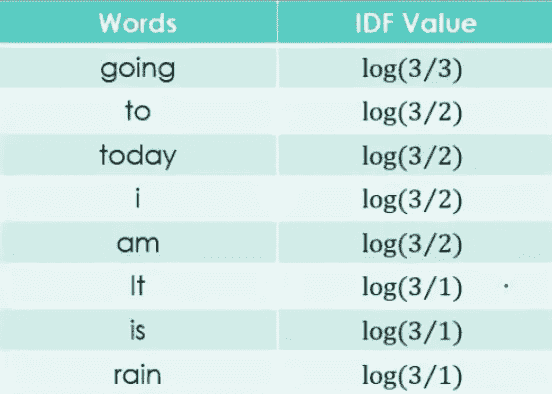 Words IDF Value
going log(3/3)
to log(3/2)
today log(3/2)
i log(3/2)
am log(3/2)
It log(3/1)
is log(3/1)
rain log(3/1)